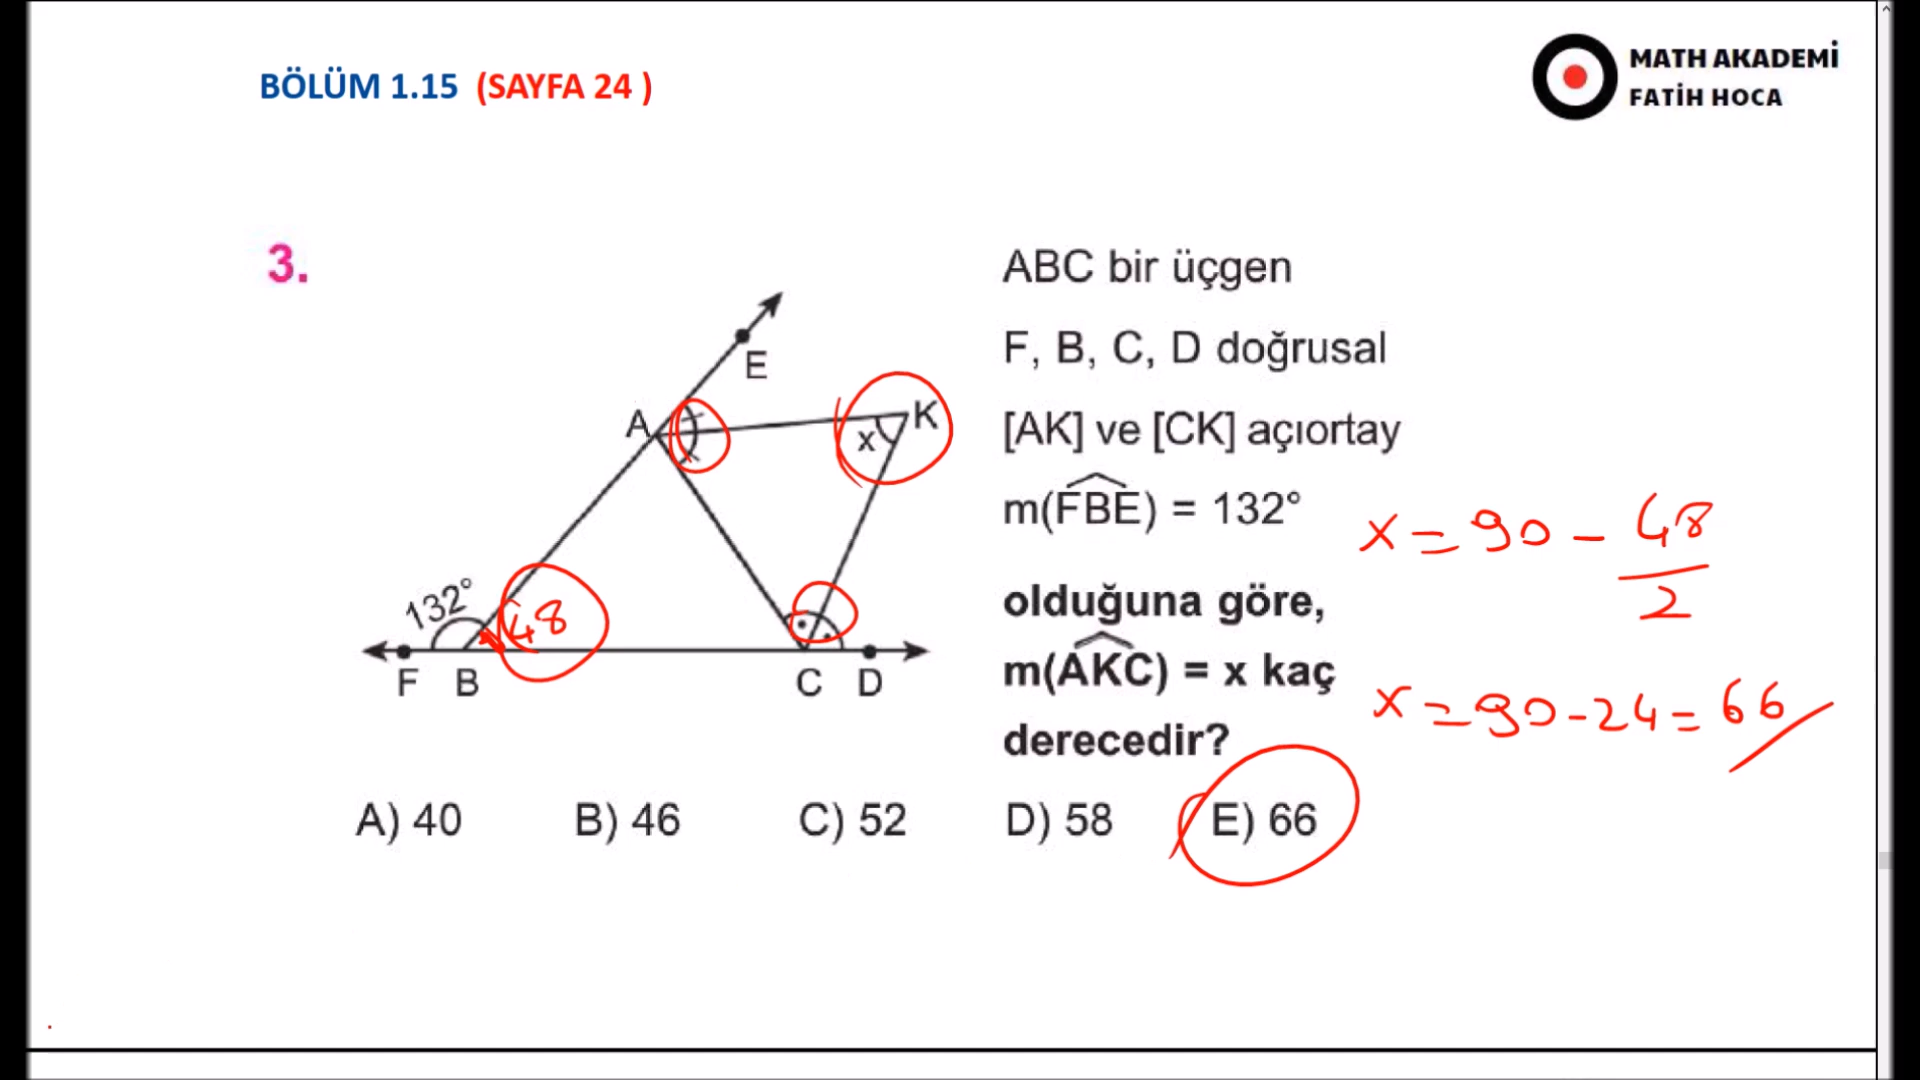 BÖLÜM 1.15 (SAYFA 24 )
MATH AKADEMİ
FATİH HOCA
3.
ABC bir üçgen
F, B, C, D doğrusal
[AK] ve [CK] açıortay
m(FBE) = 132°
olduğuna göre,
m(AKC) = x kaç
derecedir?
E
A
K
x
132°
48
F B C D
x = 90 - 48/2
x = 90 - 24 = 66
A) 40 B) 46 C) 52 D) 58 E) 66